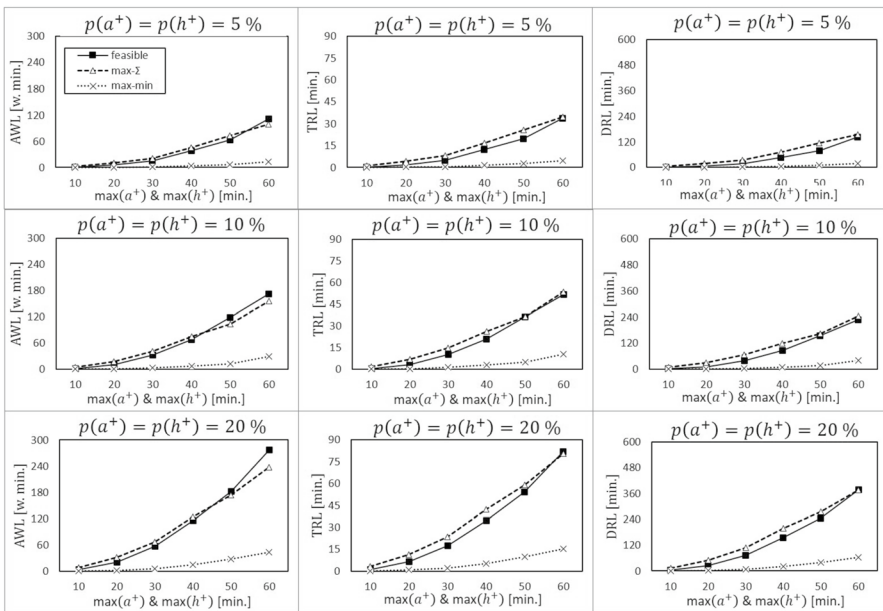 p(a⁺) = p(h⁺) = 5 %
AWL [w. min.]
300
240
180
120
60
0
feasible
max-Σ
max-min
10 20 30 40 50 60
max(a⁺) & max(h⁺) [min.]
p(a⁺) = p(h⁺) = 5 %
TRL [min.]
90
75
60
45
30
15
0
10 20 30 40 50 60
max(a⁺) & max(h⁺) [min.]
p(a⁺) = p(h⁺) = 5 %
DRL [min.]
600
480
360
240
120
0
10 20 30 40 50 60
max(a⁺) & max(h⁺) [min.]
p(a⁺) = p(h⁺) = 10 %
AWL [w. min.]
300
240
180
120
60
0
10 20 30 40 50 60
max(a⁺) & max(h⁺) [min.]
p(a⁺) = p(h⁺) = 10 %
TRL [min.]
90
75
60
45
30
15
0
10 20 30 40 50 60
max(a⁺) & max(h⁺) [min.]
p(a⁺) = p(h⁺) = 10 %
DRL [min.]
600
480
360
240
120
0
10 20 30 40 50 60
max(a⁺) & max(h⁺) [min.]
p(a⁺) = p(h⁺) = 20 %
AWL [w. min.]
300
240
180
120
60
0
10 20 30 40 50 60
max(a⁺) & max(h⁺) [min.]
p(a⁺) = p(h⁺) = 20 %
TRL [min.]
90
75
60
45
30
15
0
10 20 30 40 50 60
max(a⁺) & max(h⁺) [min.]
p(a⁺) = p(h⁺) = 20 %
DRL [min.]
600
480
360
240
120
0
10 20 30 40 50 60
max(a⁺) & max(h⁺) [min.]